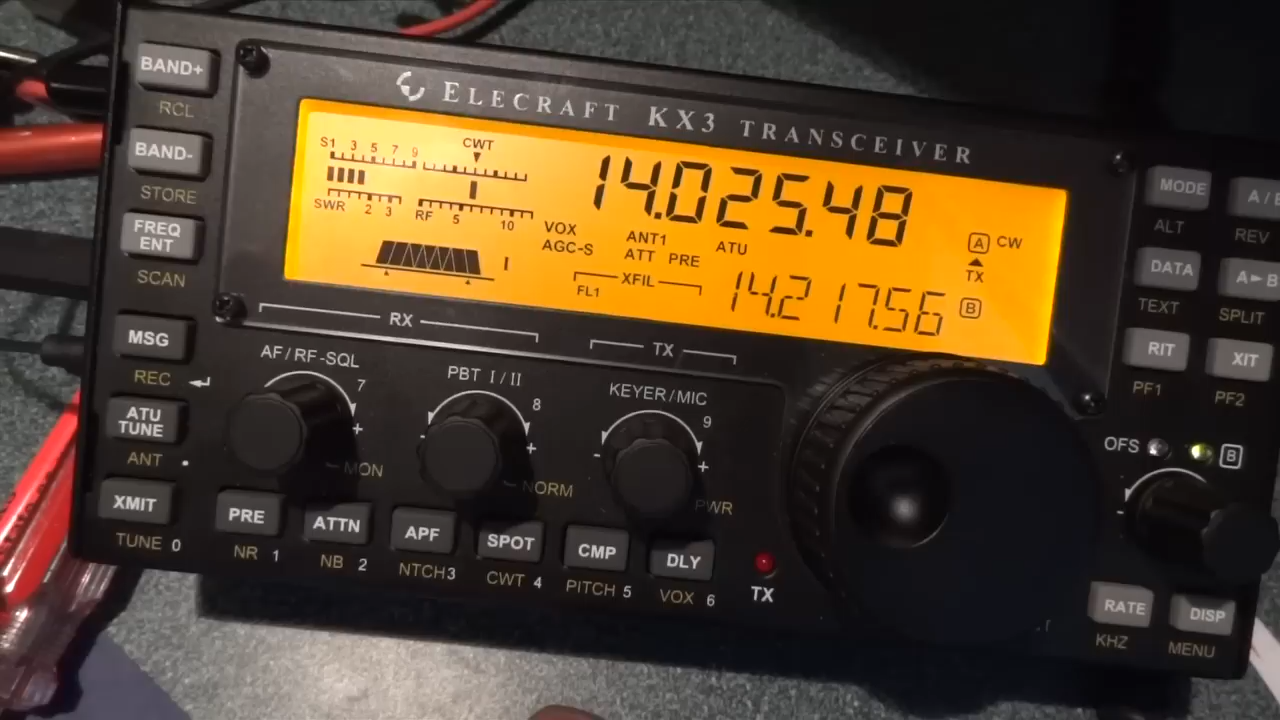 ELECRAFT KX3 TRANSCEIVER
BAND+
RCL
BAND-
STORE
FREQ
ENT
SCAN
MSG
REC
ATU
TUNE
ANT
XMIT
TUNE 0
S1 3 5 7 9
CWT
SWR 2 3 RF 5 10
VOX
AGC-S
ANT1
ATT PRE
ATU
14.025.48
A CW
TX
XFIL
FL1
14.217.56
B
RX
TX
AF/RF-SQL
7
+
MON
PBT I/II
8
- +
NORM
KEYER/MIC
9
- +
PWR
PRE
NR 1
ATTN
NB 2
APF
NTCH 3
SPOT
CWT 4
CMP
PITCH 5
DLY
VOX 6
TX
MODE
ALT
REV
DATA
TEXT
A►B
SPLIT
RIT
PF1
XIT
PF2
OFS
B
-
RATE
KHZ
DISP
MENU